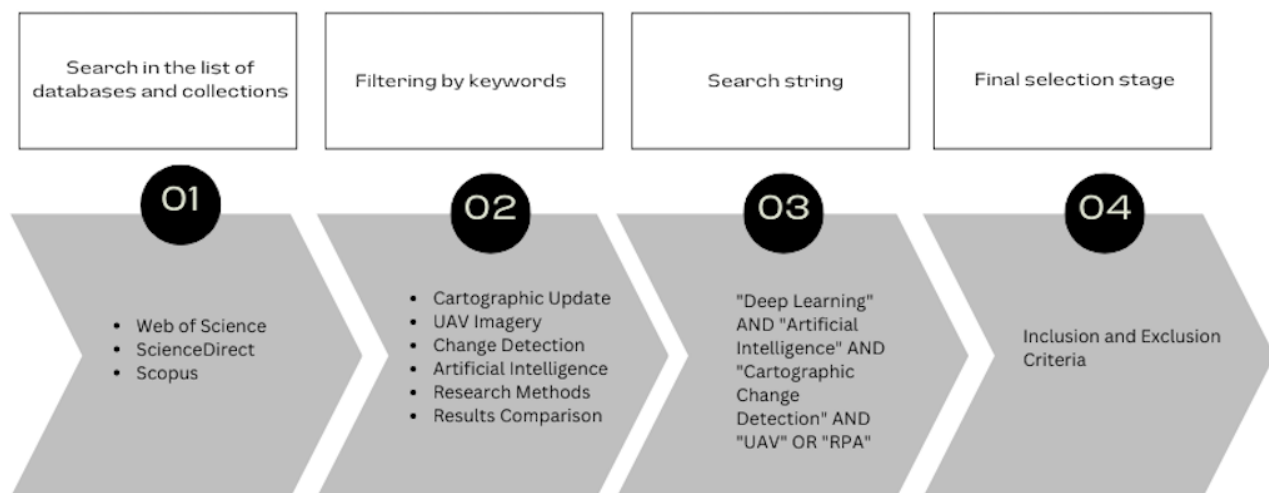 Search in the list of
databases and collections
Filtering by keywords
Search string
Final selection stage
01
02
03
04
• Web of Science
• ScienceDirect
• Scopus
• Cartographic Update
• UAV Imagery
• Change Detection
• Artificial Intelligence
• Research Methods
• Results Comparison
"Deep Learning"
AND "Artificial
Intelligence" AND
"Cartographic
Change
Detection" AND
"UAV" OR "RPA"
Inclusion and Exclusion
Criteria